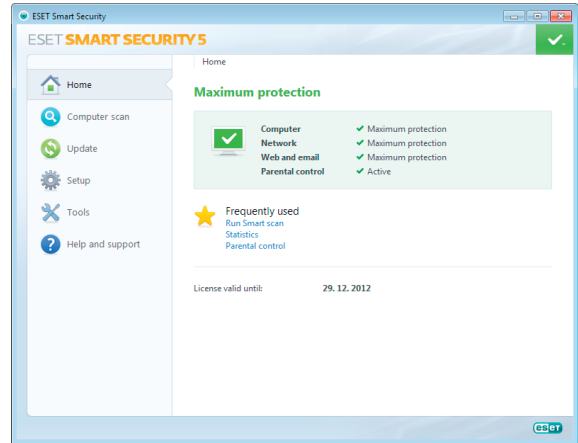 ESET Smart Security
ESET SMART SECURITY 5
Home
Home
Computer scan
Update
Setup
Tools
Help and support
Maximum protection
Computer Maximum protection
Network Maximum protection
Web and email Maximum protection
Parental control Active
Frequently used
Run Smart scan
Statistics
Parental control
License valid until: 29. 12. 2012
eset